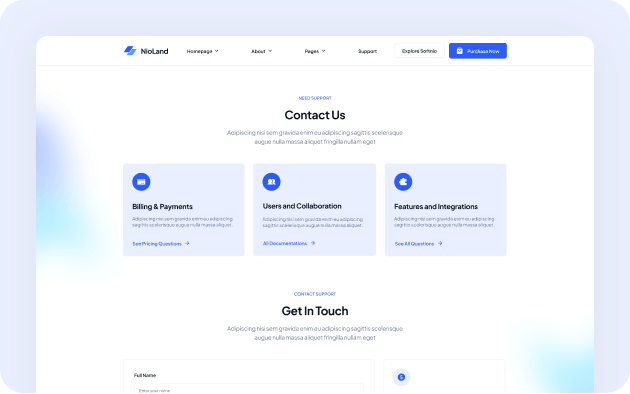 NioLand
Homepage
About
Pages
Support
Explore Softnio
Purchase Now
NEED SUPPORT
Contact Us
Adipiscing nisi sem gravida enim eu adipiscing sagittis scelerisque
augue nulla massa aliquet fringilla nullam eget
Billing & Payments
Adipiscing nisi sem gravida enim eu adipiscing
sagittis scelerisque augue nulla massa aliquet
See Pricing Questions
Users and Collaboration
Adipiscing nisi sem gravida enim eu adipiscing
sagittis scelerisque augue nulla massa aliquet
All Documentations
Features and Integrations
Adipiscing nisi sem gravida enim eu adipiscing
sagittis scelerisque augue nulla massa aliquet
See All Questions
CONTACT SUPPORT
Get In Touch
Adipiscing nisi sem gravida enim eu adipiscing sagittis scelerisque
augue nulla massa aliquet fringilla nullam eget
Full Name
Enter your name